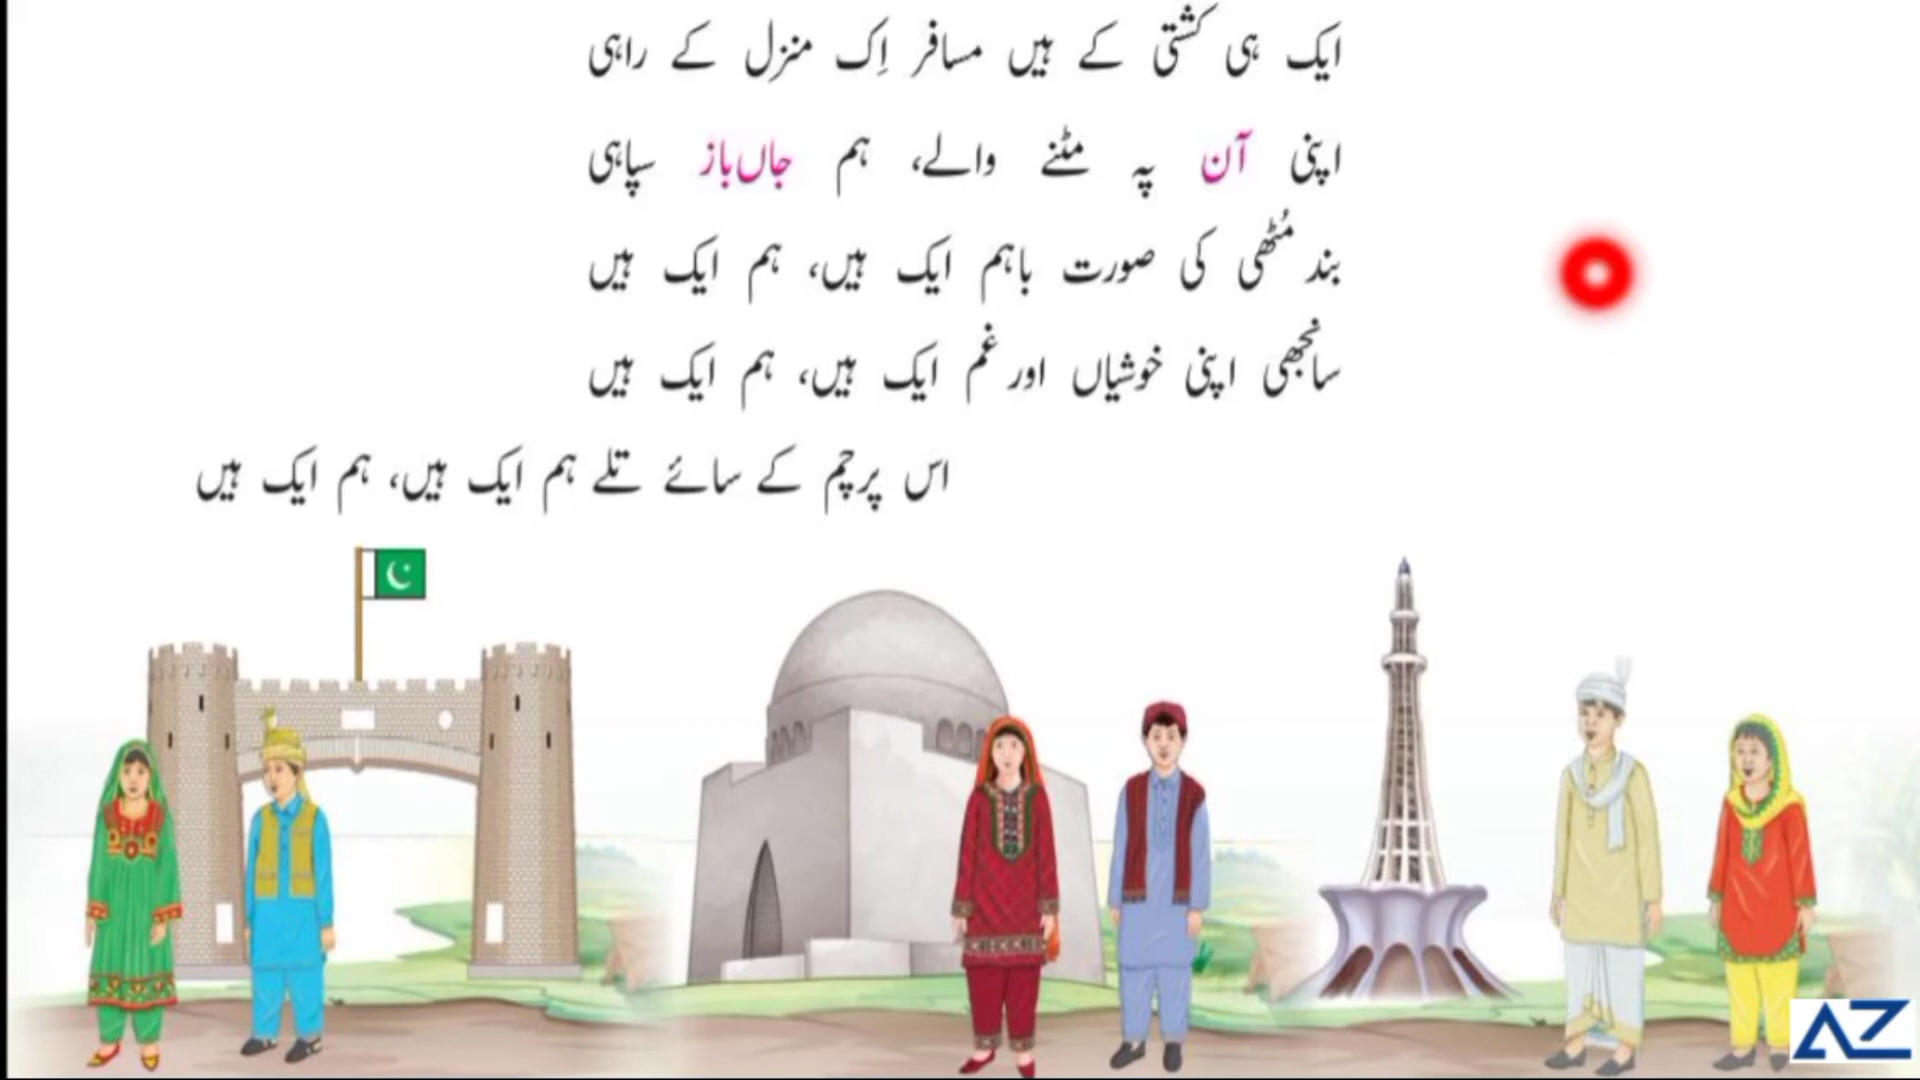 ایک ہی کشتی کے ہیں مسافر اِک منزل کے راہی
اپنی آن پہ مٹنے والے، ہم جاں باز سپاہی
بند مُٹھی کی صورت باہم ایک ہیں، ہم ایک ہیں
سانجھی اپنی خوشیاں اور غم ایک ہیں، ہم ایک ہیں
اس پرچم کے سائے تلے ہم ایک ہیں، ہم ایک ہیں
AZ